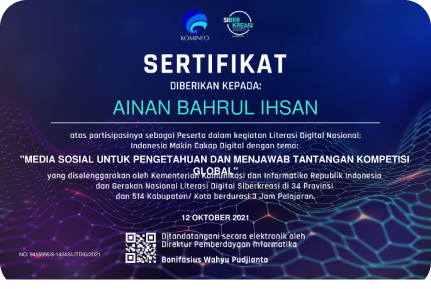 KOMINFO
SIBER
KREASI
SERTIFIKAT
DIBERIKAN KEPADA:
AINAN BAHRUL IHSAN
atas partisipasinya sebagai Peserta dalam kegiatan Literasi Digital Nasional;
Indonesia Makin Cakap Digital dengan tema:
"MEDIA SOSIAL UNTUK PENGETAHUAN DAN MENJAWAB TANTANGAN KOMPETISI
GLOBAL"
yang diselenggarakan oleh Kementerian Komunikasi dan Informatika Republik Indonesia
dan Gerakan Nasional Literasi Digital Siberkreasi di 34 Provinsi
dan 514 Kabupaten/ Kota berdurasi 3 Jam Pelajaran.
12 OKTOBER 2021
Ditandatangani secara elektronik oleh
Direktur Pemberdayaan Informatika
Bonifasius Wahyu Pudjianto